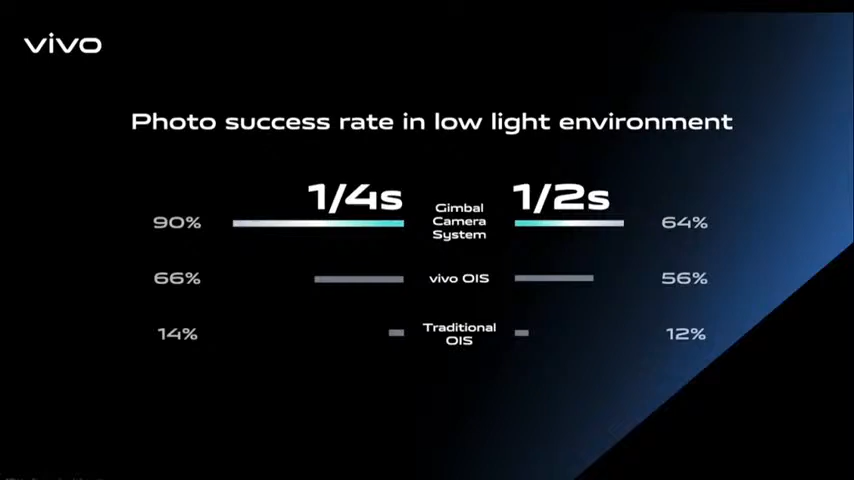 vivo
Photo success rate in low light environment
1/4s
1/2s
90%
Gimbal
Camera
System
64%
66%
vivo OIS
56%
14%
Traditional
OIS
12%